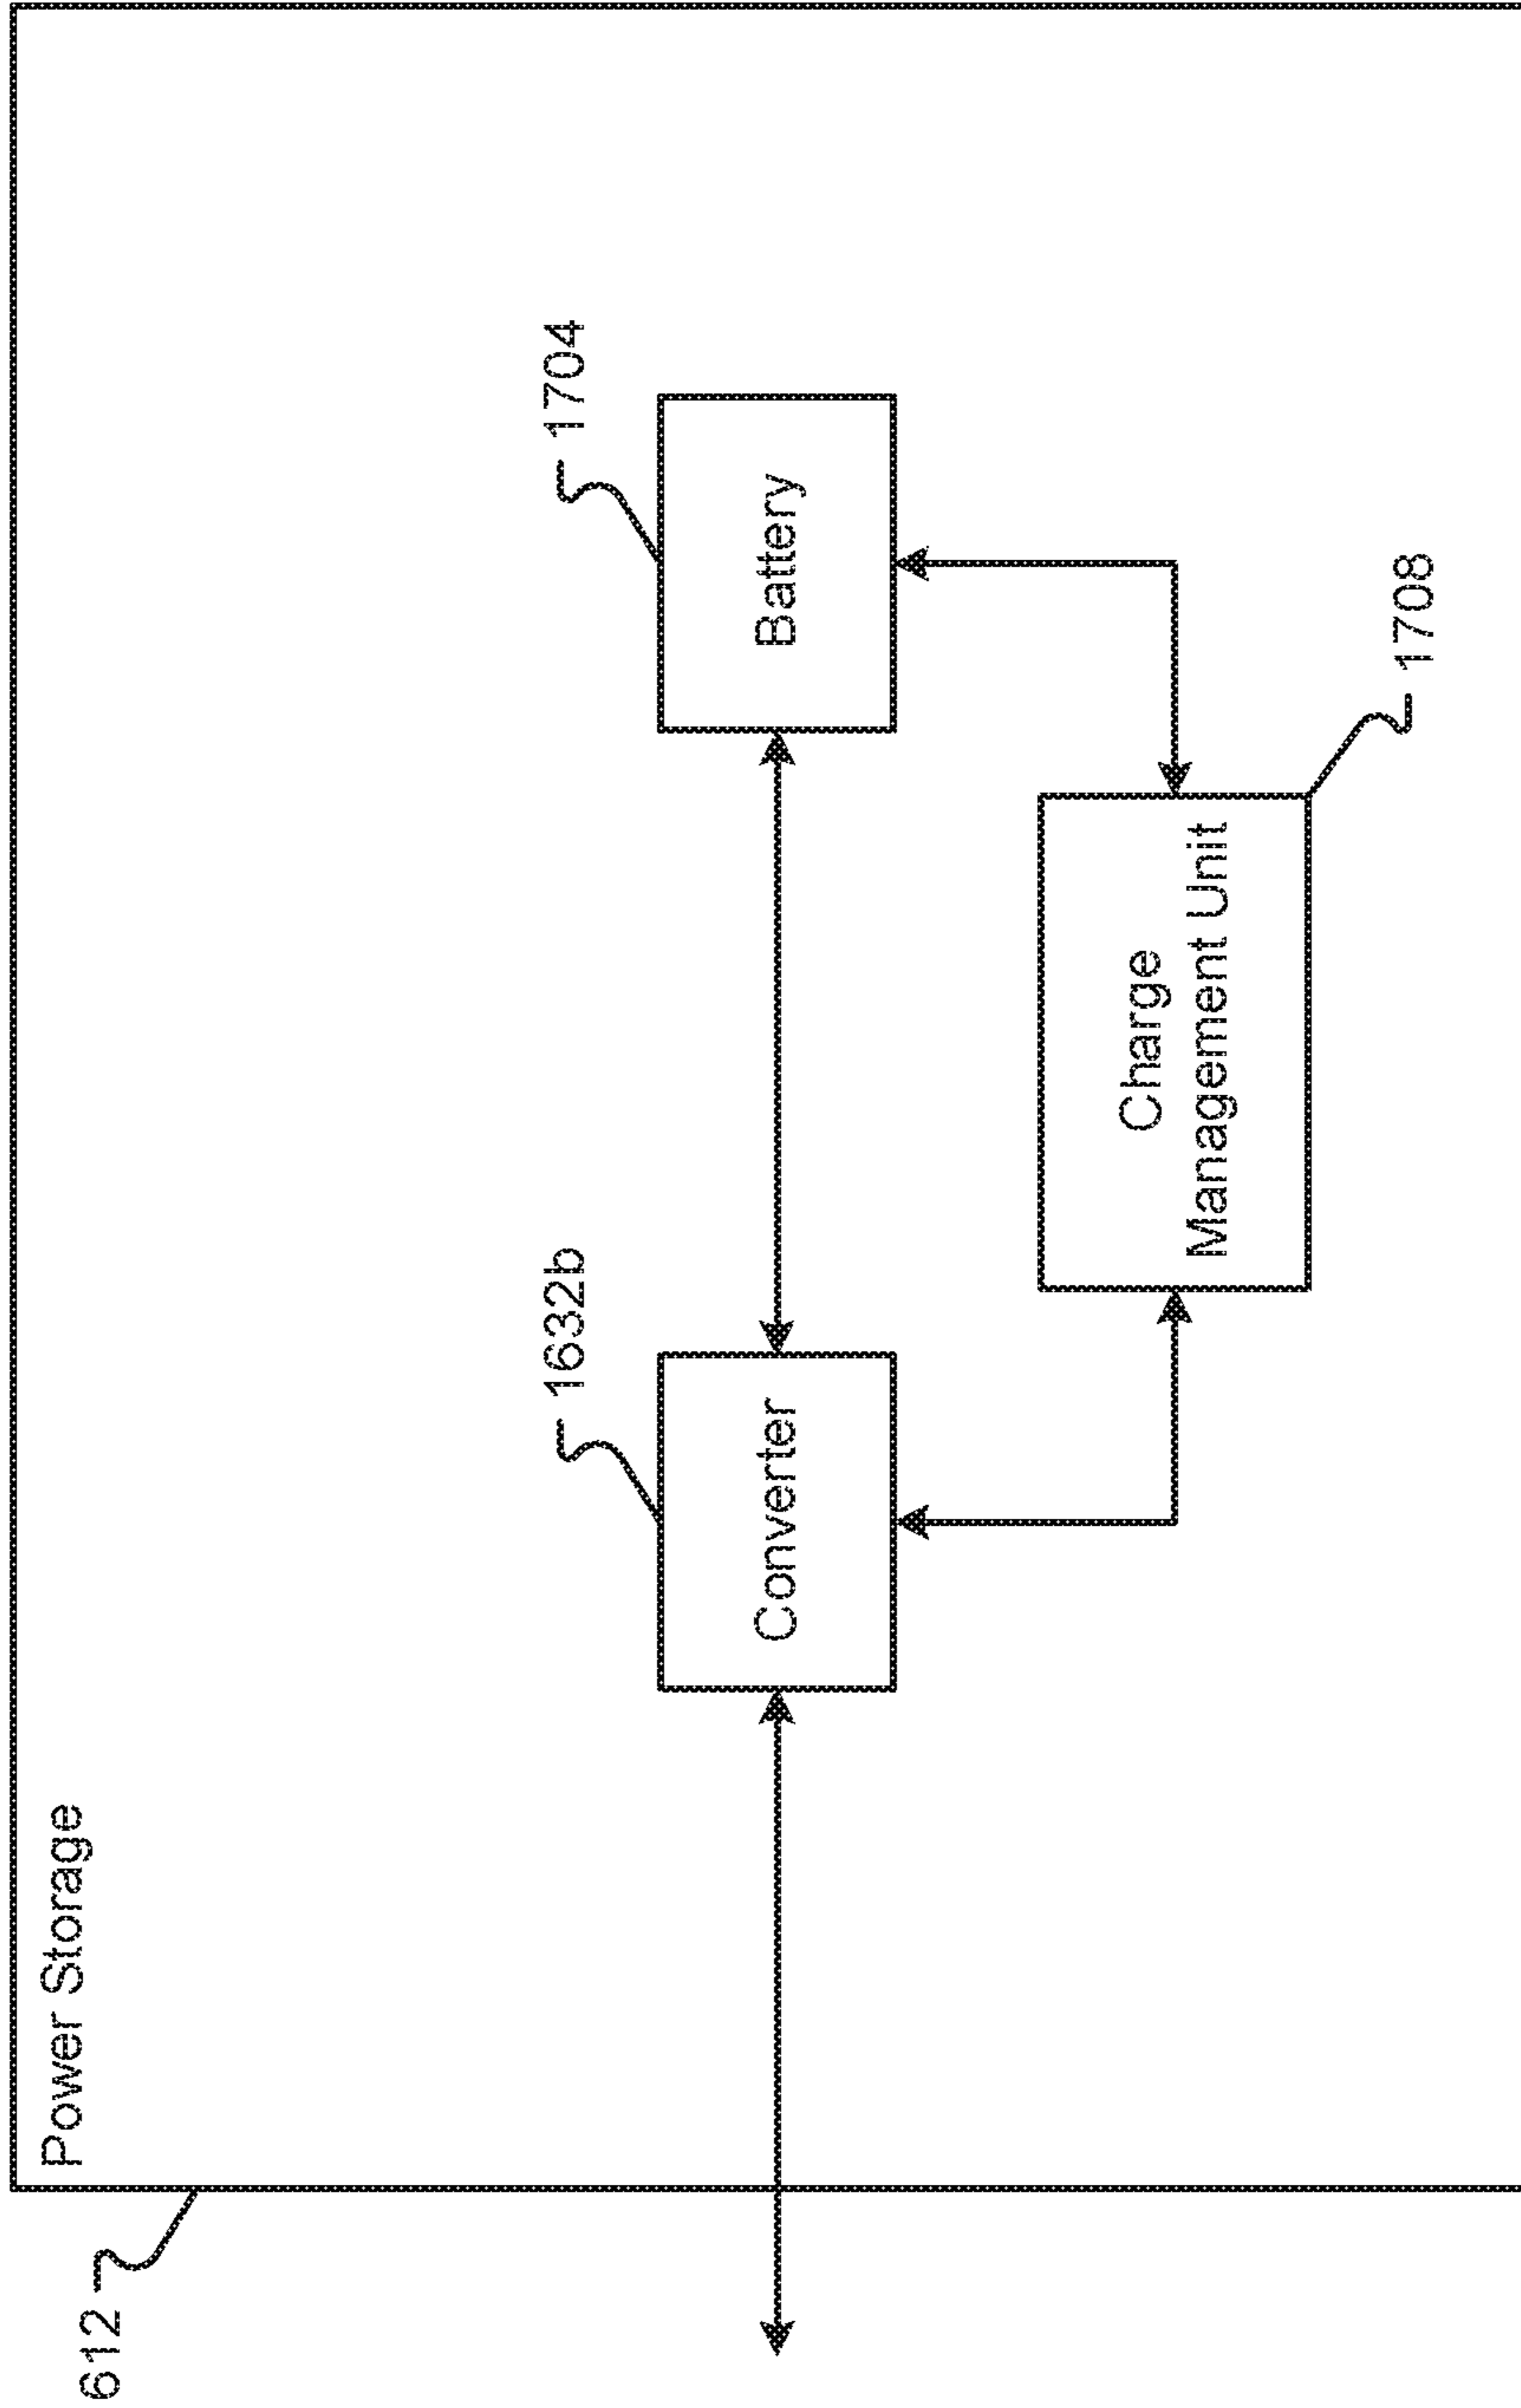 612
Power Storage
1632b
1704
Converter
Battery
Charge
Management Unit
1708